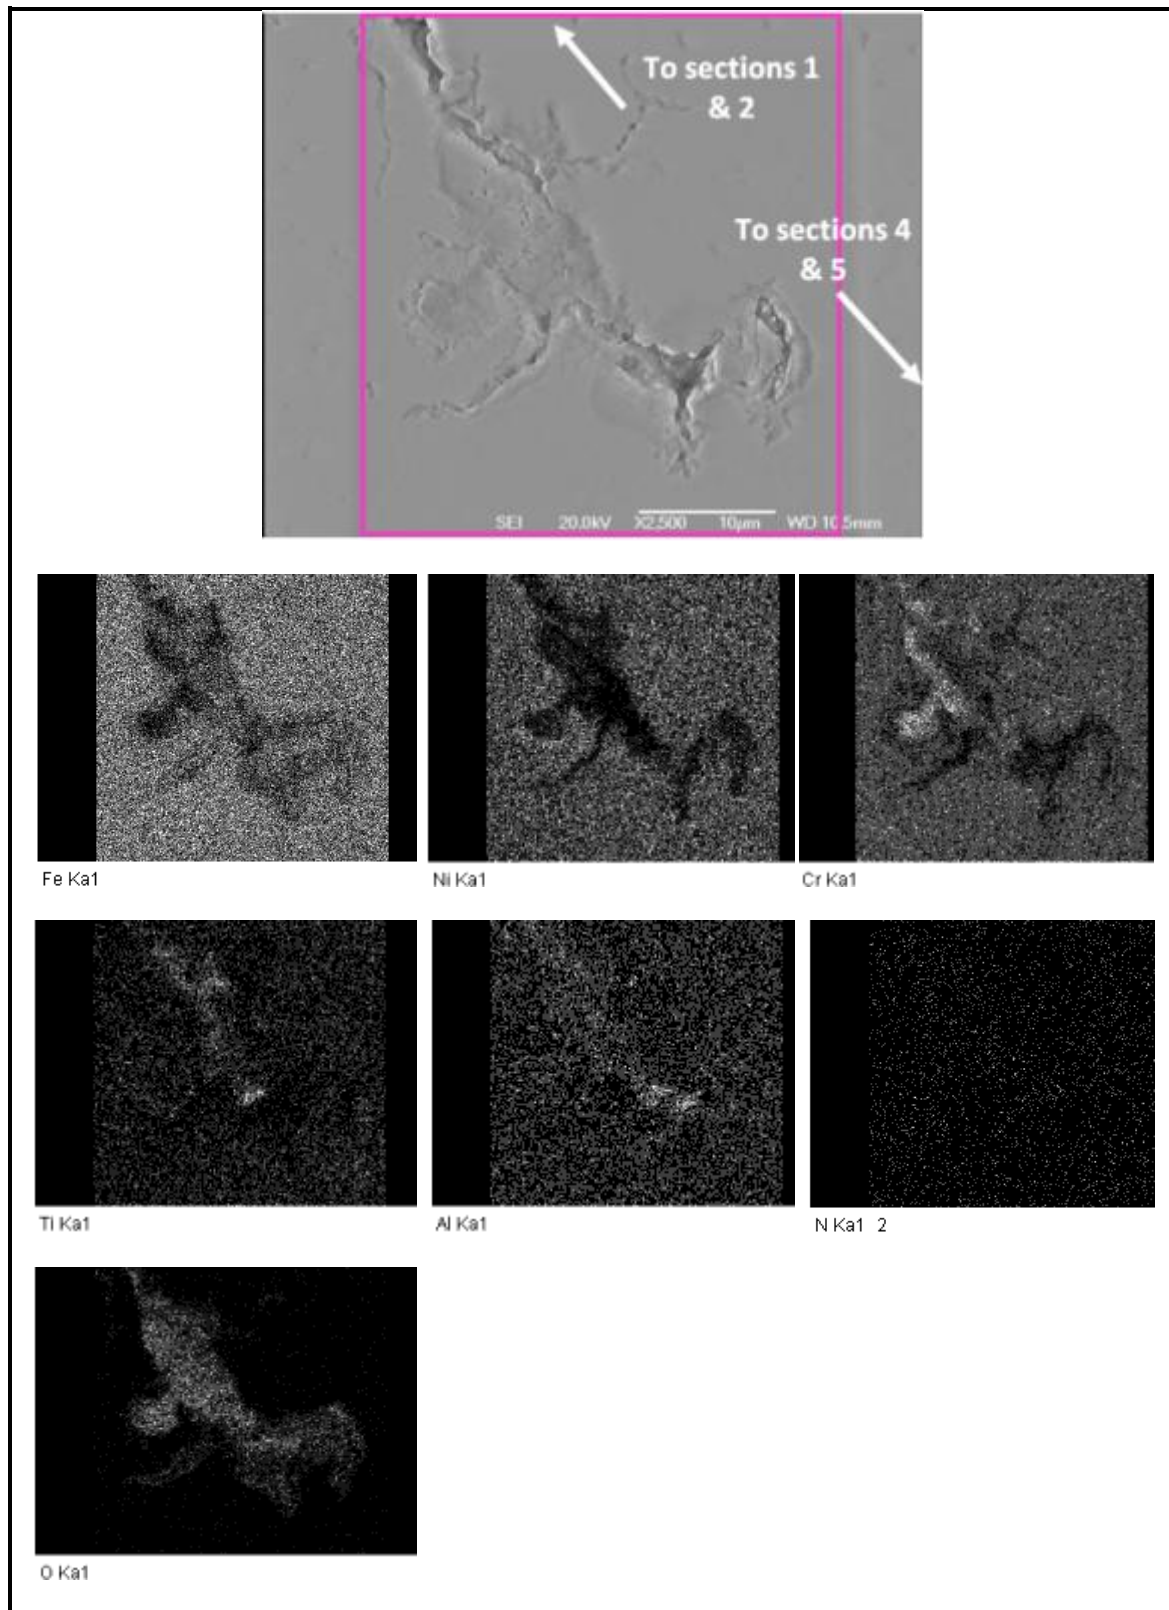 To sections 1
& 2
To sections 4
& 5
SEI 20.0kV X2,500 10µm WD 10.5mm
Fe Ka1
Ni Ka1
Cr Ka1
Ti Ka1
Al Ka1
N Ka1_2
O Ka1